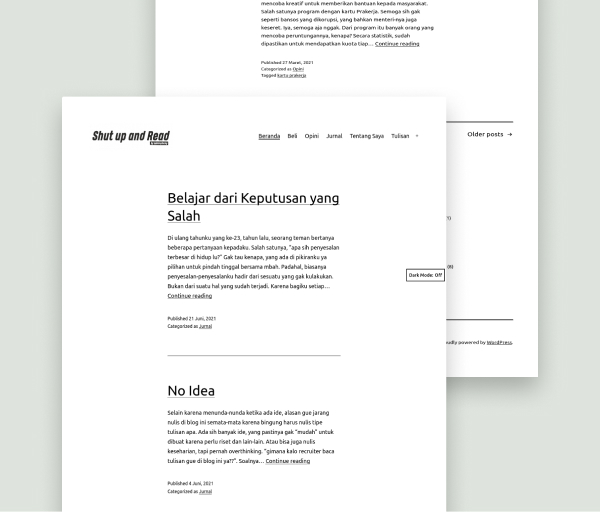 mencoba kreatif untuk memberikan bantuan kepada masyarakat.
Salah satunya program dengan kartu Prakerja. Semoga sih gak
seperti bansos yang dikorupsi, yang bahkan menteri-nya juga
keseret. Iya, semoga aja nggak. Dari program itu banyak orang yang
mencoba peruntungannya, kenapa? Secara statistik, sudah
dipastikan untuk mendapatkan kuota tiap… Continue reading
Published 27 Maret, 2021
Categorized as Opini
Tagged kartu prakerja
Older posts →
Shut up and Read
Beranda Beli Opini Jurnal Tentang Saya Tulisan +
Belajar dari Keputusan yang
Salah
Di ulang tahunku yang ke-23, tahun lalu, seorang teman bertanya
beberapa pertanyaan kepadaku. Salah satunya, "apa sih penyesalan
terbesar di hidup lu?" Gak tau kenapa, yang ada di pikiranku ya
pilihan untuk pindah tinggal bersama mbah. Padahal, biasanya
penyesalan-penyesalanku hadir dari sesuatu yang gak kulakukan.
Bukan dari suatu hal yang sudah terjadi. Karena bagiku setiap…
Continue reading
Published 21 Juni, 2021
Categorized as Jurnal
Dark Mode: Off
No Idea
Selain karena menunda-nunda ketika ada ide, alasan gue jarang
nulis di blog ini semata-mata karena bingung harus nulis tipe
tulisan apa. Ada sih banyak ide, yang pastinya gak "mudah" untuk
dibuat karena perlu riset dan lain-lain. Atau bisa juga nulis
keseharian, tapi pernah overthinking. "gimana kalo recruiter baca
tulisan gue di blog ini ya??". Soalnya… Continue reading
Published 4 Juni, 2021
Categorized as Jurnal
powered by WordPress.